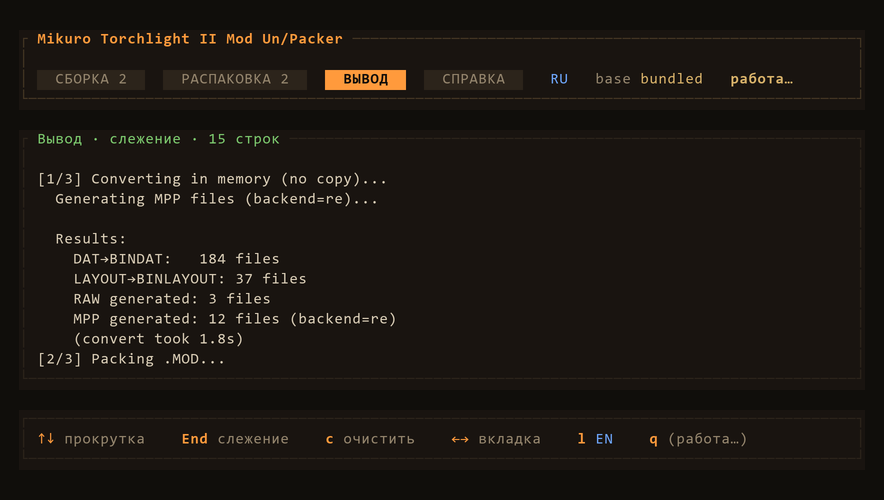 Mikuro Torchlight II Mod Un/Packer
СБОРКА 2 РАСПАКОВКА 2 ВЫВОД СПРАВКА RU base bundled работа…
Вывод · слежение · 15 строк
[1/3] Converting in memory (no copy)...
Generating MPP files (backend=re)...
Results:
DAT→BINDAT: 184 files
LAYOUT→BINLAYOUT: 37 files
RAW generated: 3 files
MPP generated: 12 files (backend=re)
(convert took 1.8s)
[2/3] Packing .MOD...
↑↓ прокрутка End слежение c очистить ←→ вкладка l EN q (работа…)